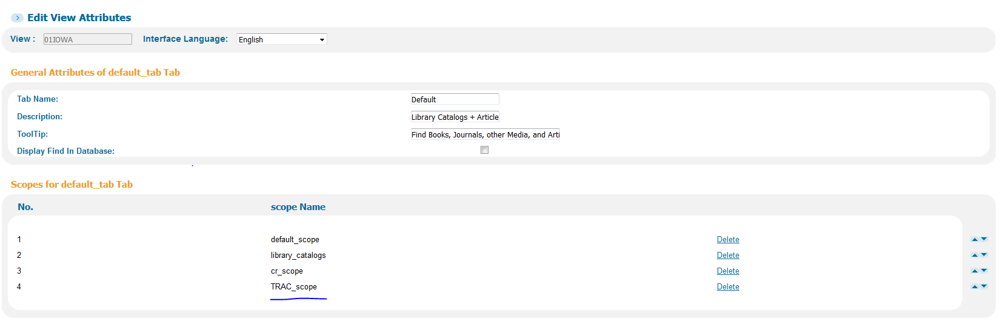 Edit View Attributes
View : 01IOWA Interface Language: English
General Attributes of default_tab Tab
Tab Name: Default
Description: Library Catalogs + Article
ToolTip: Find Books, Journals, other Media, and Arti
Display Find In Database:
Scopes for default_tab Tab
No. scope Name
1 default_scope Delete
2 library_catalogs Delete
3 cr_scope Delete
4 TRAC_scope Delete